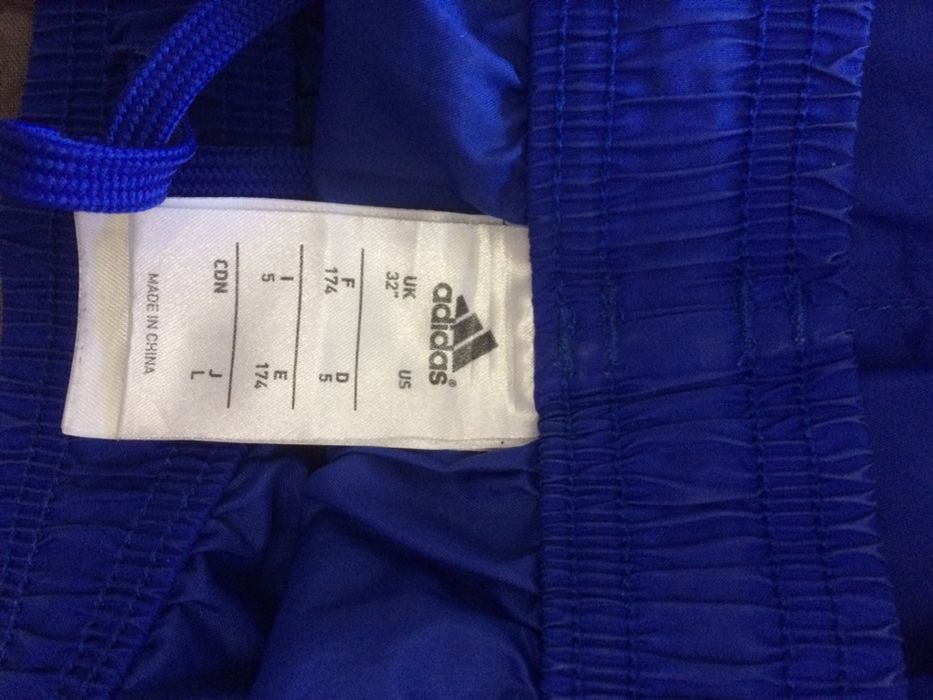 adidas®
UK US
32"
F D
174 5
I E
5 174
CDN J
L
MADE IN CHINA